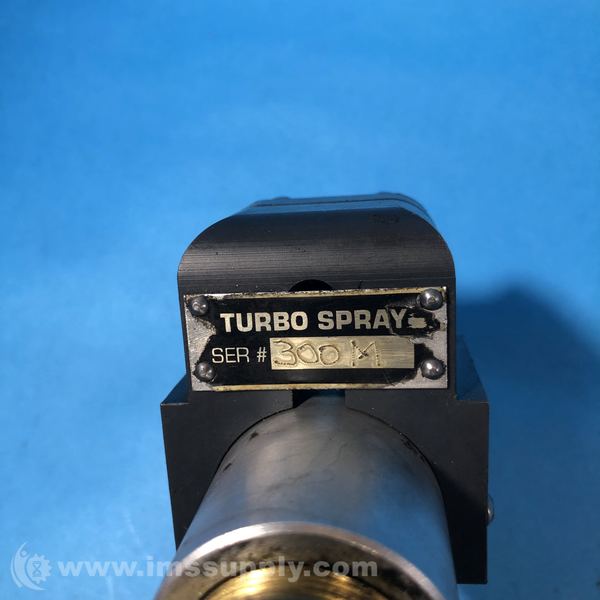 TURBO SPRAY
SER # 300 M
www.imssupply.com